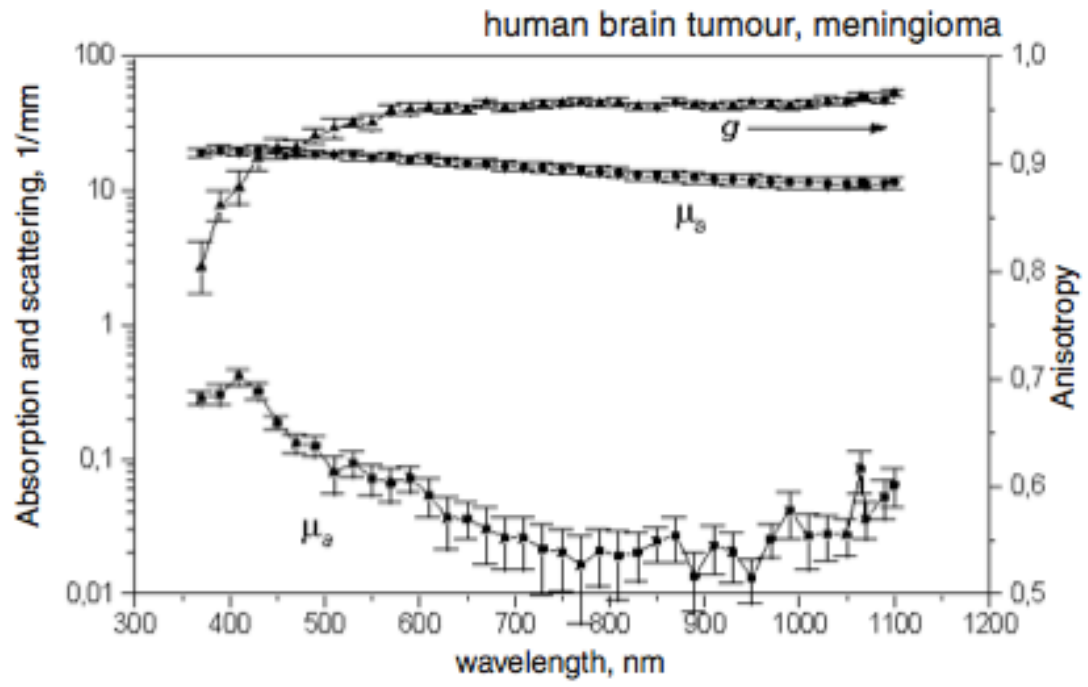 human brain tumour, meningioma
Absorption and scattering, 1/mm
100
10
1
0,1
0,01
1,0
0,9
0,8
0,7
0,6
0,5
Anisotropy
g
μs
μa
300 400 500 600 700 800 900 1000 1100 1200
wavelength, nm